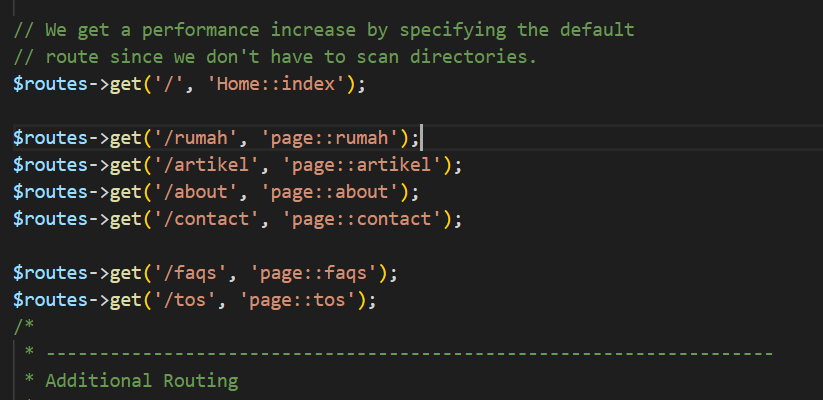 // We get a performance increase by specifying the default
// route since we don't have to scan directories.
$routes->get('/', 'Home::index');
$routes->get('/rumah', 'page::rumah');
$routes->get('/artikel', 'page::artikel');
$routes->get('/about', 'page::about');
$routes->get('/contact', 'page::contact');
$routes->get('/faqs', 'page::faqs');
$routes->get('/tos', 'page::tos');
/*
* --------------------------------------------------------------------
* Additional Routing